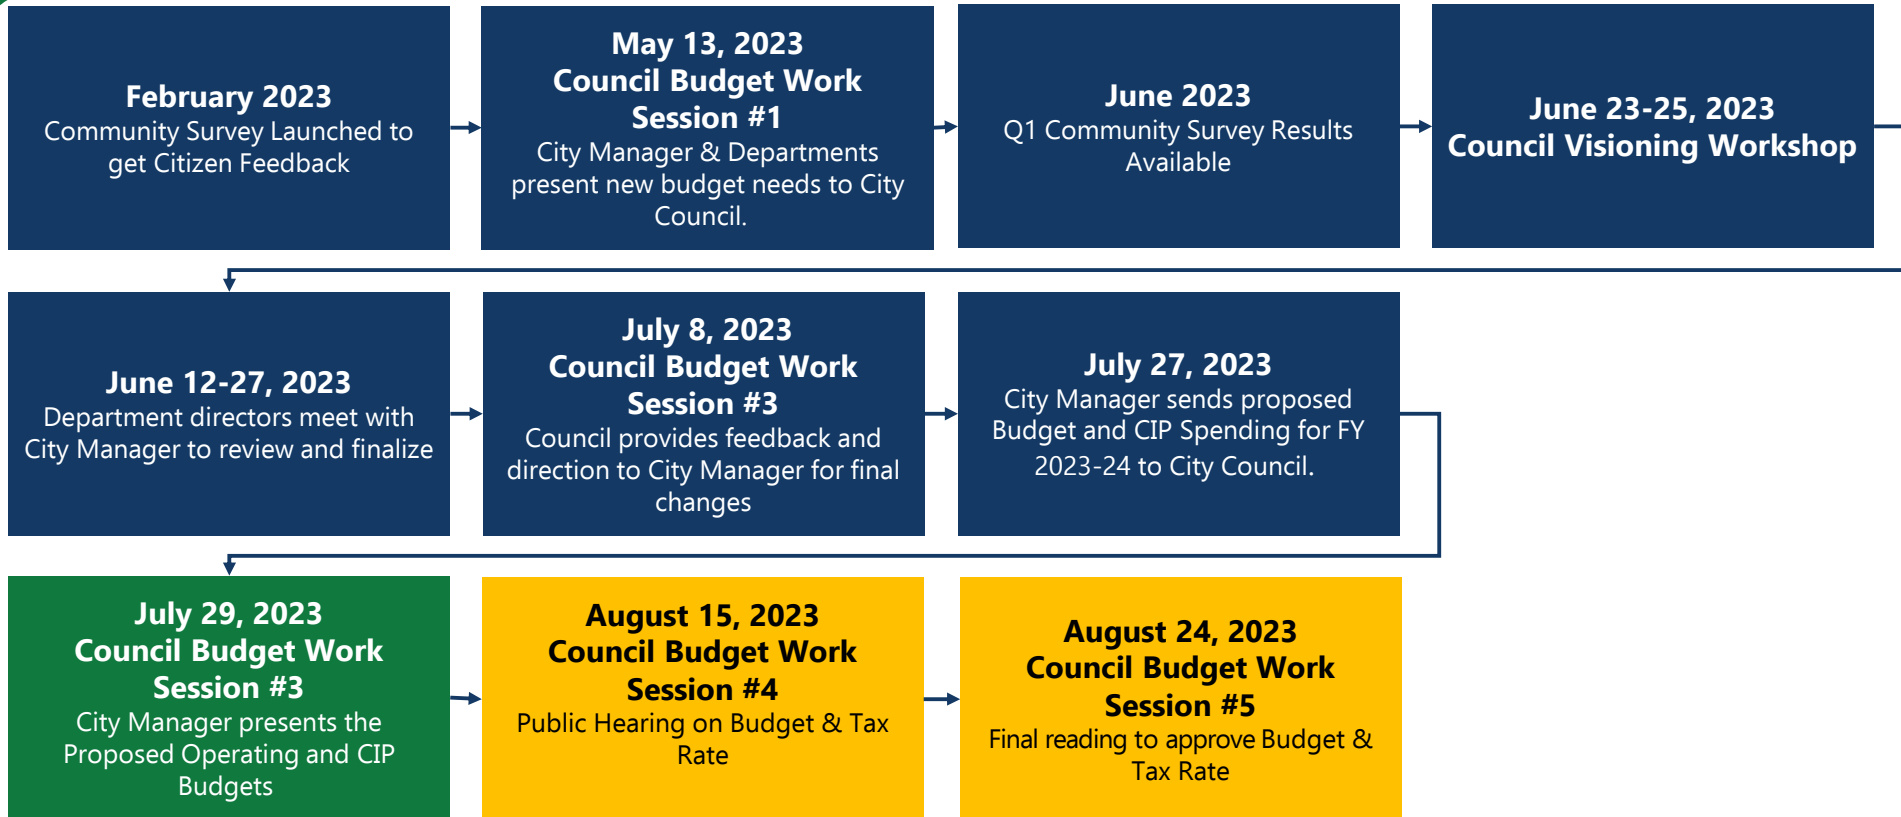 February 2023
Community Survey Launched to
get Citizen Feedback
May 13, 2023
Council Budget Work
Session #1
City Manager & Departments
present new budget needs to City
Council.
June 2023
Q1 Community Survey Results
Available
June 23-25, 2023
Council Visioning Workshop
June 12-27, 2023
Department directors meet with
City Manager to review and finalize
July 8, 2023
Council Budget Work
Session #3
Council provides feedback and
direction to City Manager for final
changes
July 27, 2023
City Manager sends proposed
Budget and CIP Spending for FY
2023-24 to City Council.
July 29, 2023
Council Budget Work
Session #3
City Manager presents the
Proposed Operating and CIP
Budgets
August 15, 2023
Council Budget Work
Session #4
Public Hearing on Budget & Tax
Rate
August 24, 2023
Council Budget Work
Session #5
Final reading to approve Budget &
Tax Rate